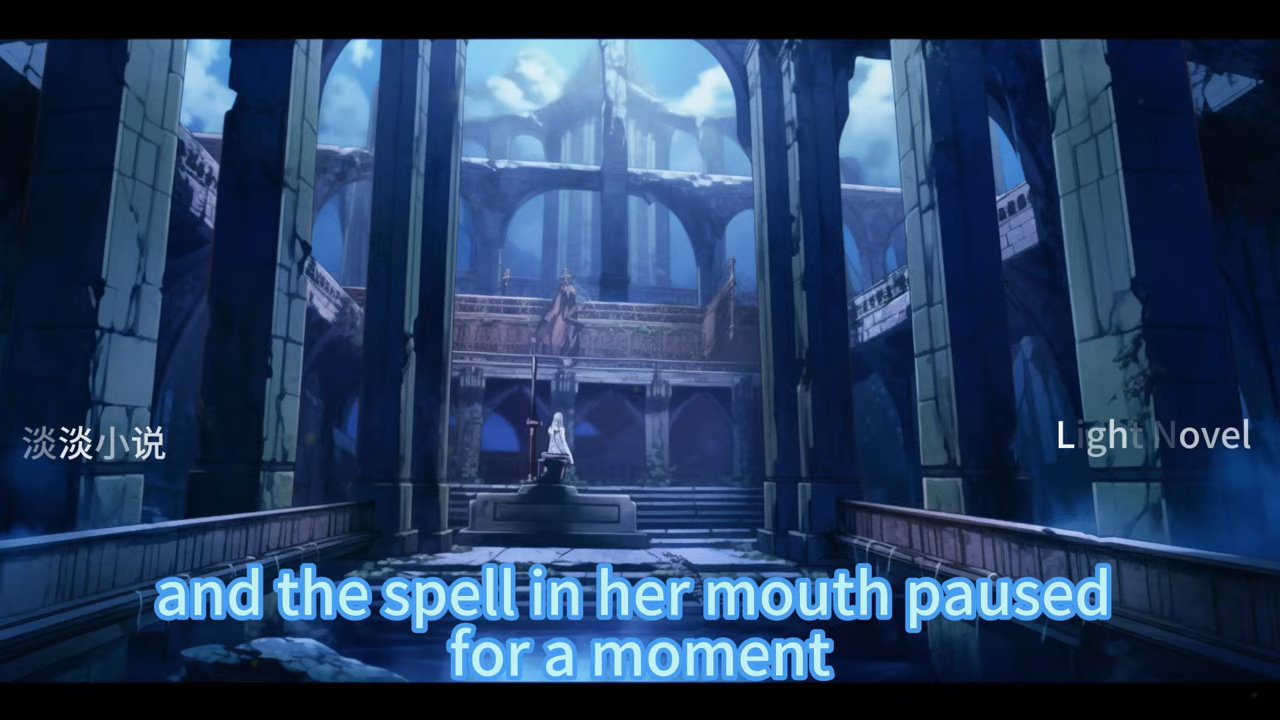 淡淡小说
Light Novel
and the spell in her mouth paused
for a moment